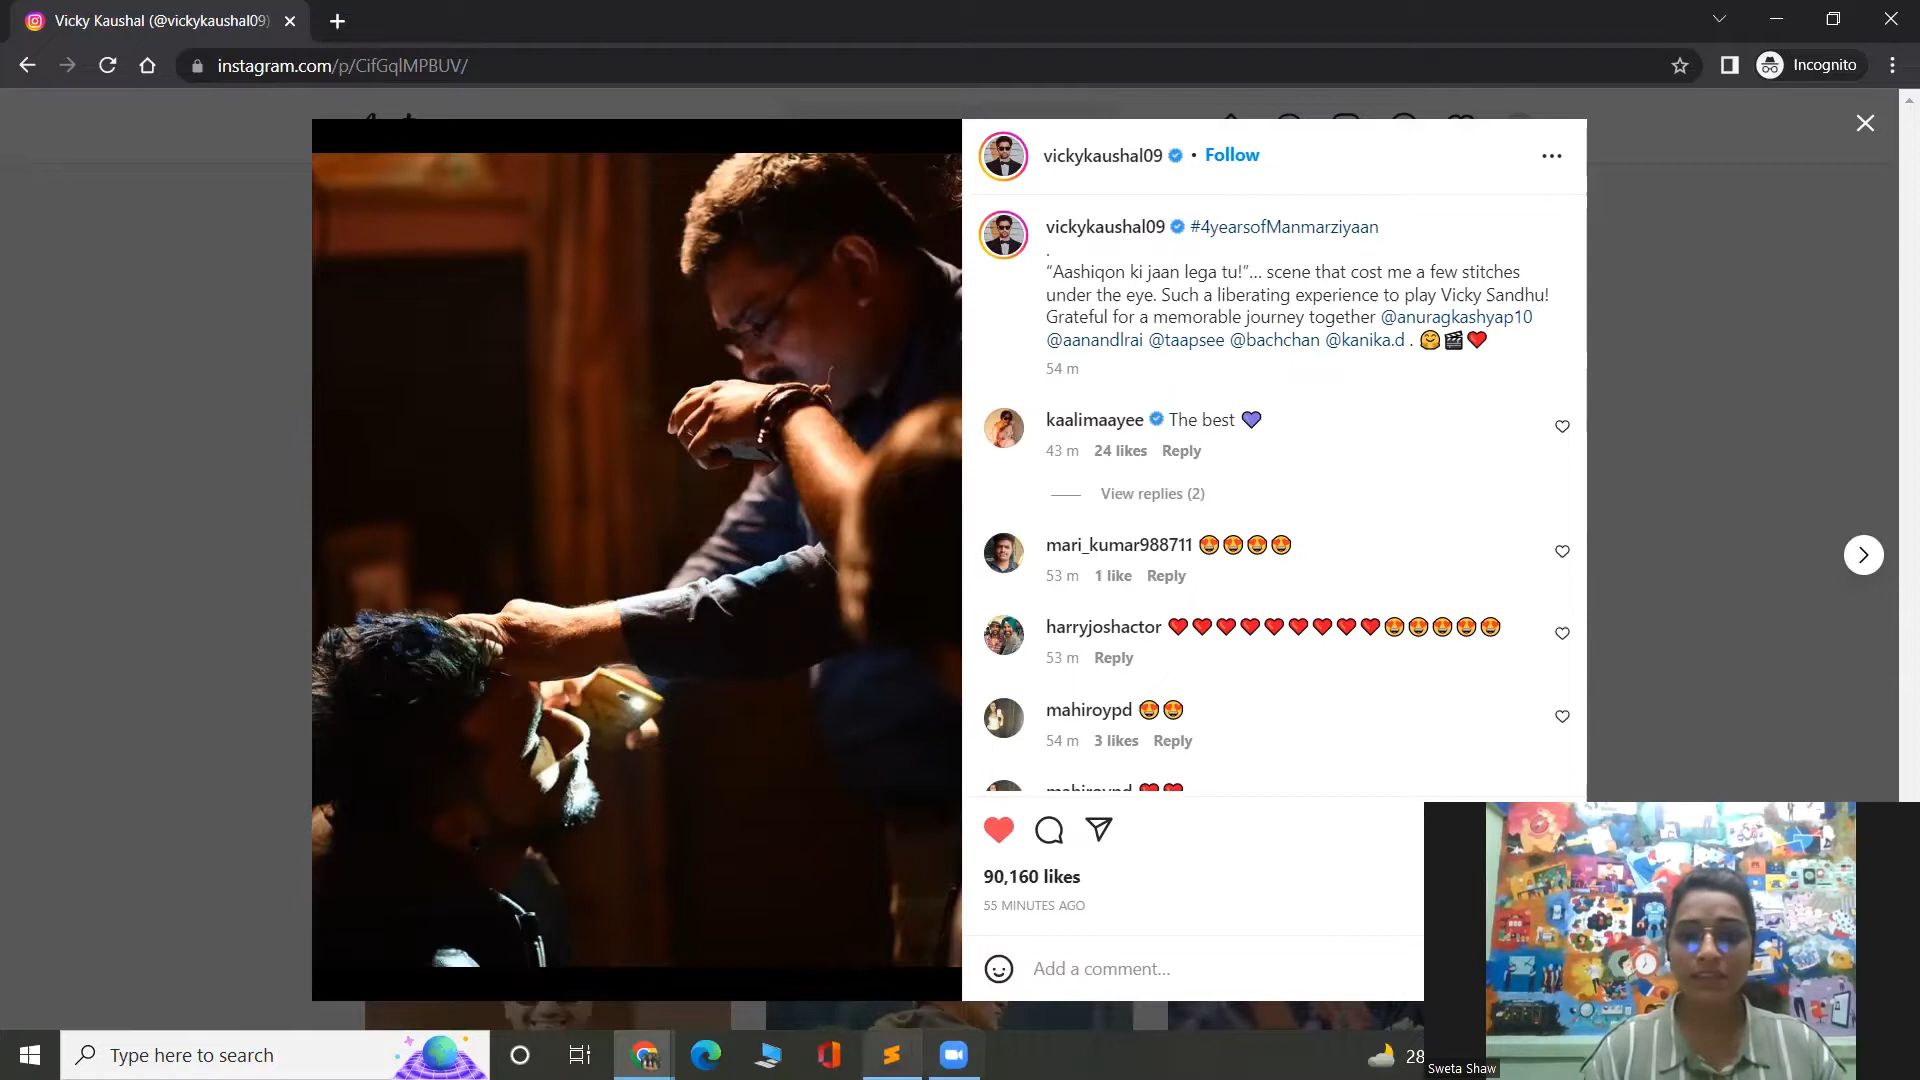 Vicky Kaushal (@vickykaushal09)
instagram.com/p/CifGqlMPBUV/
Incognito
vickykaushal09 • Follow
vickykaushal09 #4yearsofManmarziyaan
.
“Aashiqon ki jaan lega tu!”... scene that cost me a few stitches
under the eye. Such a liberating experience to play Vicky Sandhu!
Grateful for a memorable journey together @anuragkashyap10
@aanandlrai @taapsee @bachchan @kanika.d . 🤗🎬❤️
54 m
kaalimaayee The best 💜
43 m 24 likes Reply
View replies (2)
mari_kumar988711 😍😍😍😍
53 m 1 like Reply
harryjoshactor ❤️❤️❤️❤️❤️❤️❤️❤️❤️😍😍😍😍😍
53 m Reply
mahiroypd 😍😍
54 m 3 likes Reply
mahiroypd ❤️❤️
90,160 likes
55 MINUTES AGO
Add a comment...
Type here to search
28
Sweta Shaw